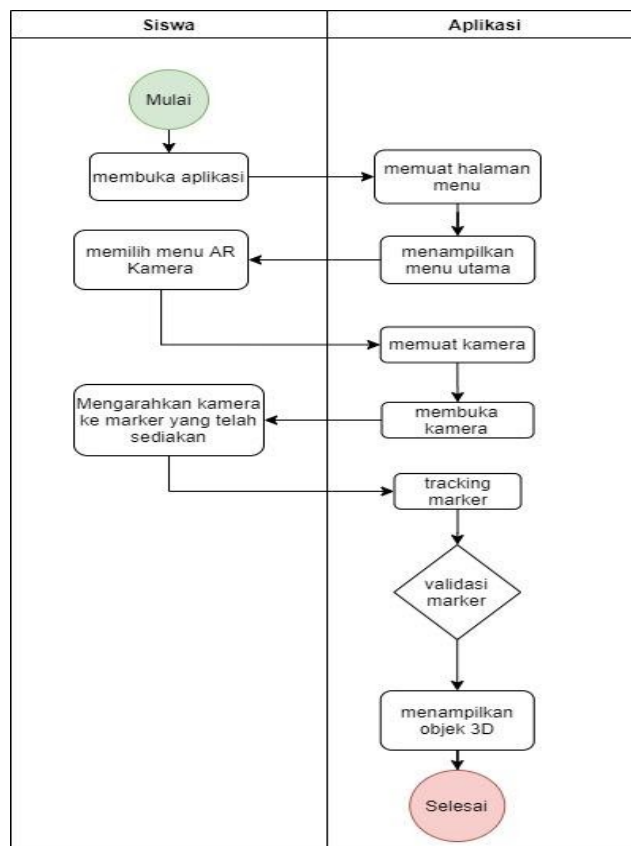 Siswa
Aplikasi
Mulai
membuka aplikasi
memuat halaman
menu
memilih menu AR
Kamera
menampilkan
menu utama
memuat kamera
Mengarahkan kamera
ke marker yang telah
sediakan
membuka
kamera
tracking
marker
validasi
marker
menampilkan
objek 3D
Selesai